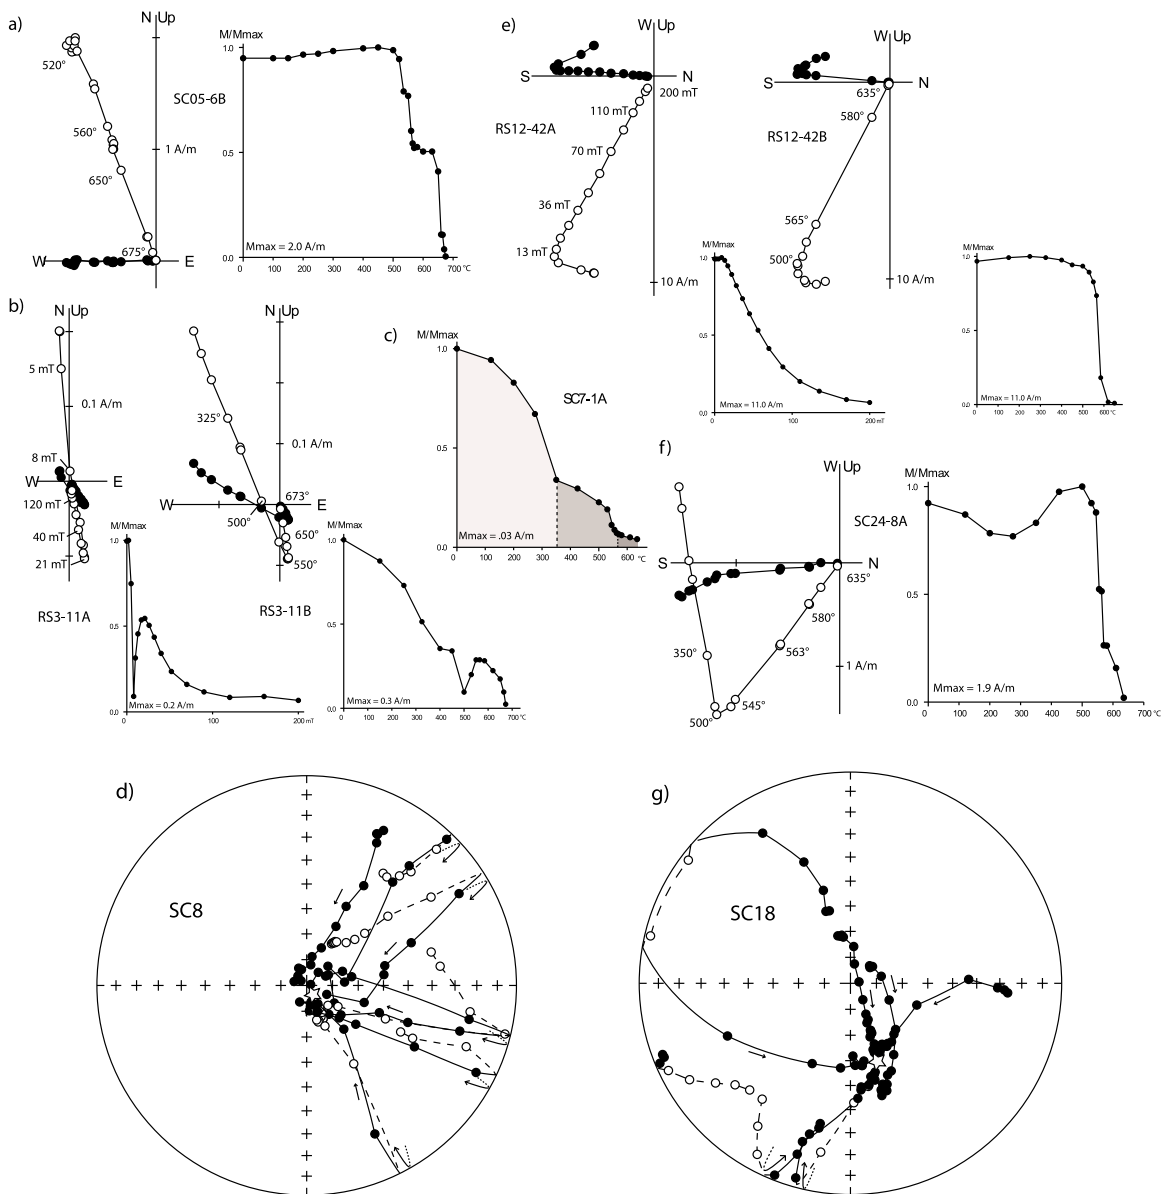 a)
N Up
520°
560°
1 A/m
650°
675°
W E
SC05-6B
M/Mmax
1.0
0.5
0.0
Mmax = 2.0 A/m
0 100 200 300 400 500 600 700 °C
e)
W Up
S N
200 mT
110 mT
70 mT
36 mT
13 mT
10 A/m
RS12-42A
W Up
635°
580°
RS12-42B
565°
500°
10 A/m
M/Mmax
1.0
0.5
0.0
Mmax = 11.0 A/m
0 100 200 mT
M/Mmax
1.0
0.5
0.0
Mmax = 11.0 A/m
0 100 200 300 400 500 600 °C
b)
N Up
5 mT
0.1 A/m
8 mT
W E
120 mT
40 mT
21 mT
RS3-11A
N Up
325°
0.1 A/m
W E
673°
500°
650°
550°
RS3-11B
M/Mmax
1.0
0.5
0.0
Mmax = 0.2 A/m
0 100 200 mT
M/Mmax
1.0
0.5
0.0
Mmax = 0.3 A/m
0 100 200 300 400 500 600 700 °C
c)
M/Mmax
1.0
0.5
0.0
SC7-1A
Mmax = .03 A/m
0 100 200 300 400 500 600 °C
f)
W Up
S N
635°
580°
350°
563°
1 A/m
545°
500°
SC24-8A
M/Mmax
1.0
0.5
0.0
Mmax = 1.9 A/m
0 100 200 300 400 500 600 700 °C
d)
SC8
g)
SC18